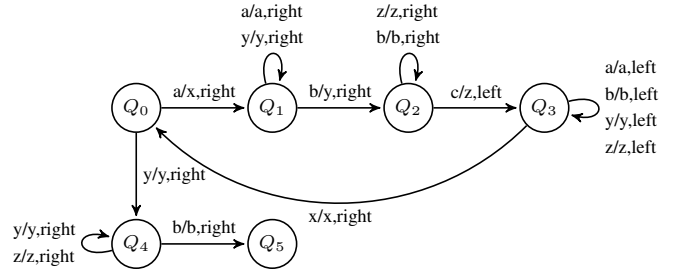 a/a,right
y/y,right
z/z,right
b/b,right
a/a,left
b/b,left
y/y,left
z/z,left
Q0
a/x,right
Q1
b/y,right
Q2
c/z,left
Q3
y/y,right
x/x,right
y/y,right
z/z,right
Q4
b/b,right
Q5